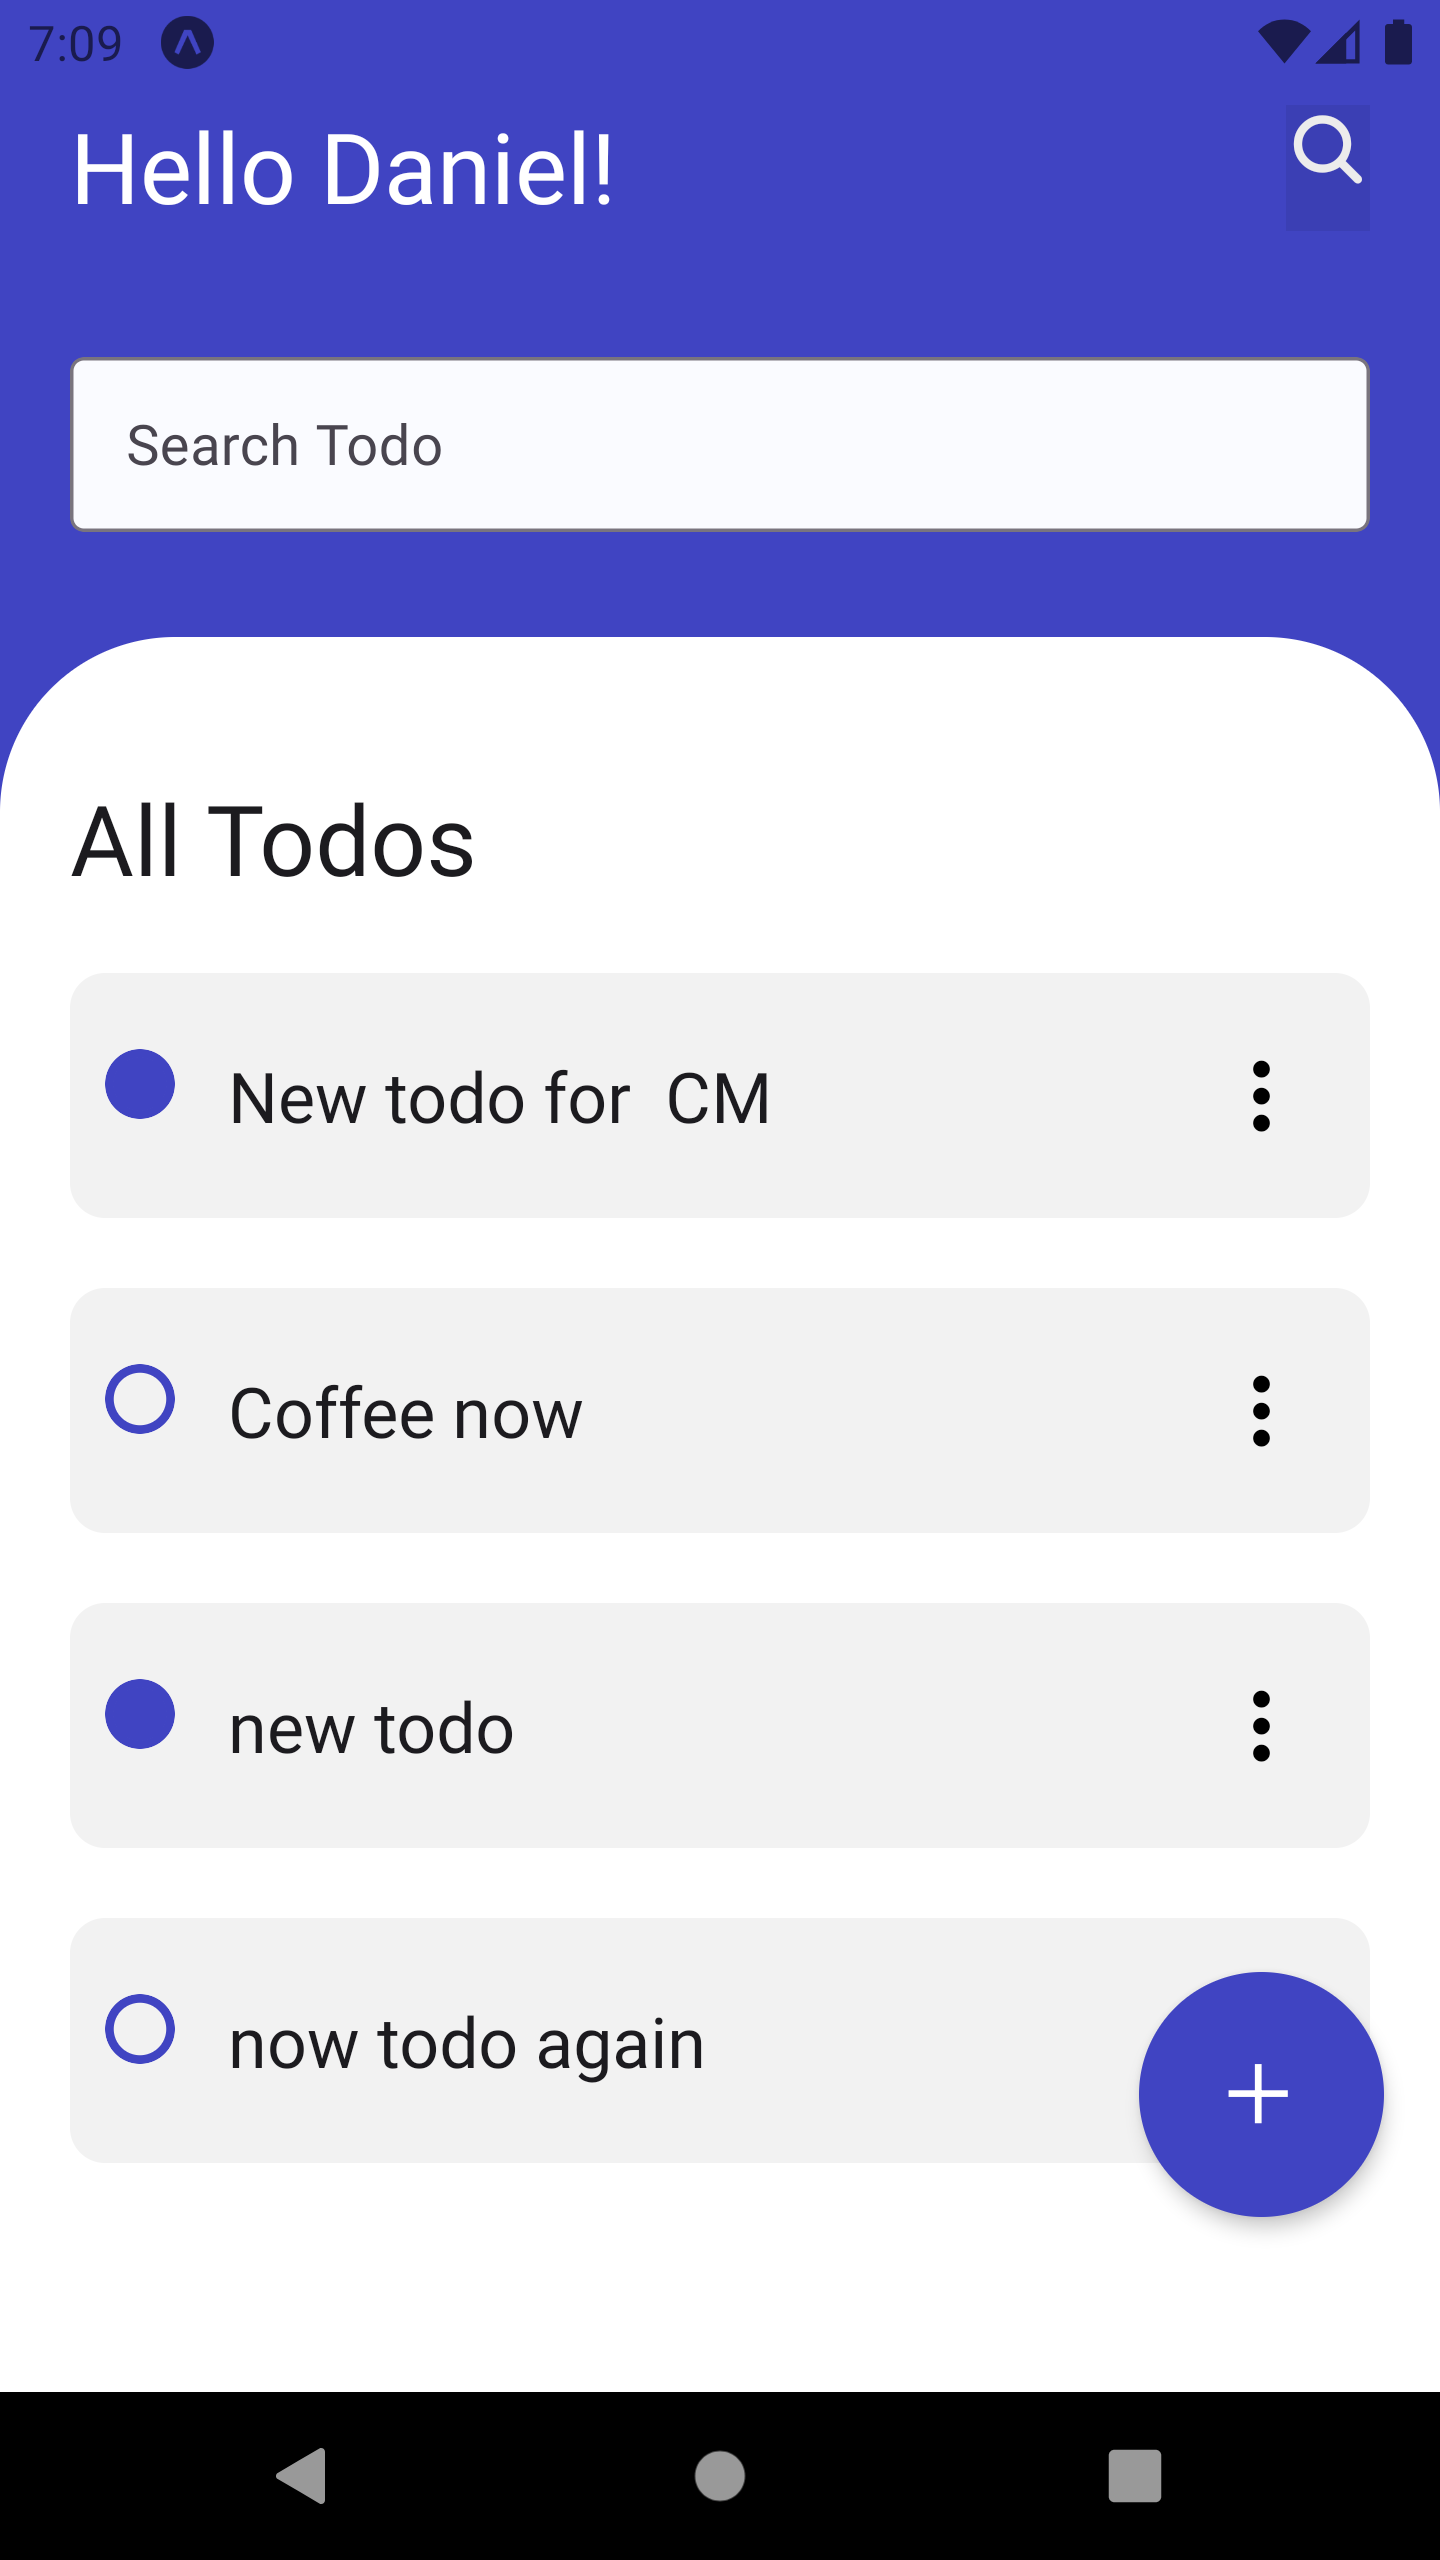 7:09
Hello Daniel!
Search Todo
All Todos
New todo for  CM
Coffee now
new todo
now todo again